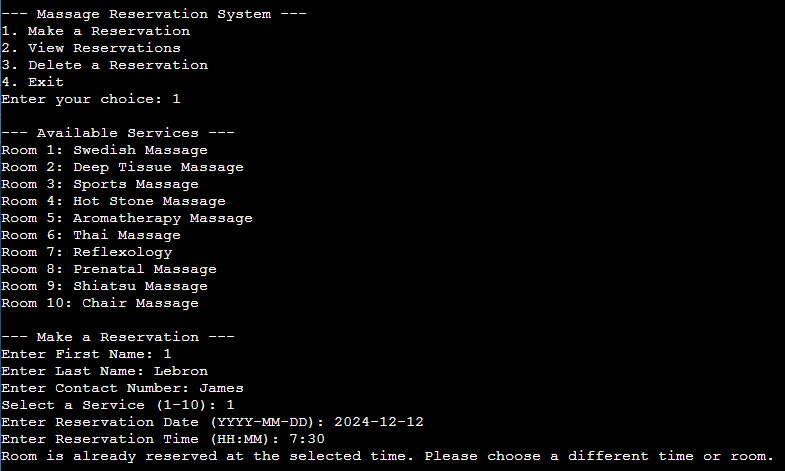 --- Massage Reservation System ---
1. Make a Reservation
2. View Reservations
3. Delete a Reservation
4. Exit
Enter your choice: 1
--- Available Services ---
Room 1: Swedish Massage
Room 2: Deep Tissue Massage
Room 3: Sports Massage
Room 4: Hot Stone Massage
Room 5: Aromatherapy Massage
Room 6: Thai Massage
Room 7: Reflexology
Room 8: Prenatal Massage
Room 9: Shiatsu Massage
Room 10: Chair Massage
--- Make a Reservation ---
Enter First Name: 1
Enter Last Name: Lebron
Enter Contact Number: James
Select a Service (1-10): 1
Enter Reservation Date (YYYY-MM-DD): 2024-12-12
Enter Reservation Time (HH:MM): 7:30
Room is already reserved at the selected time. Please choose a different time or room.